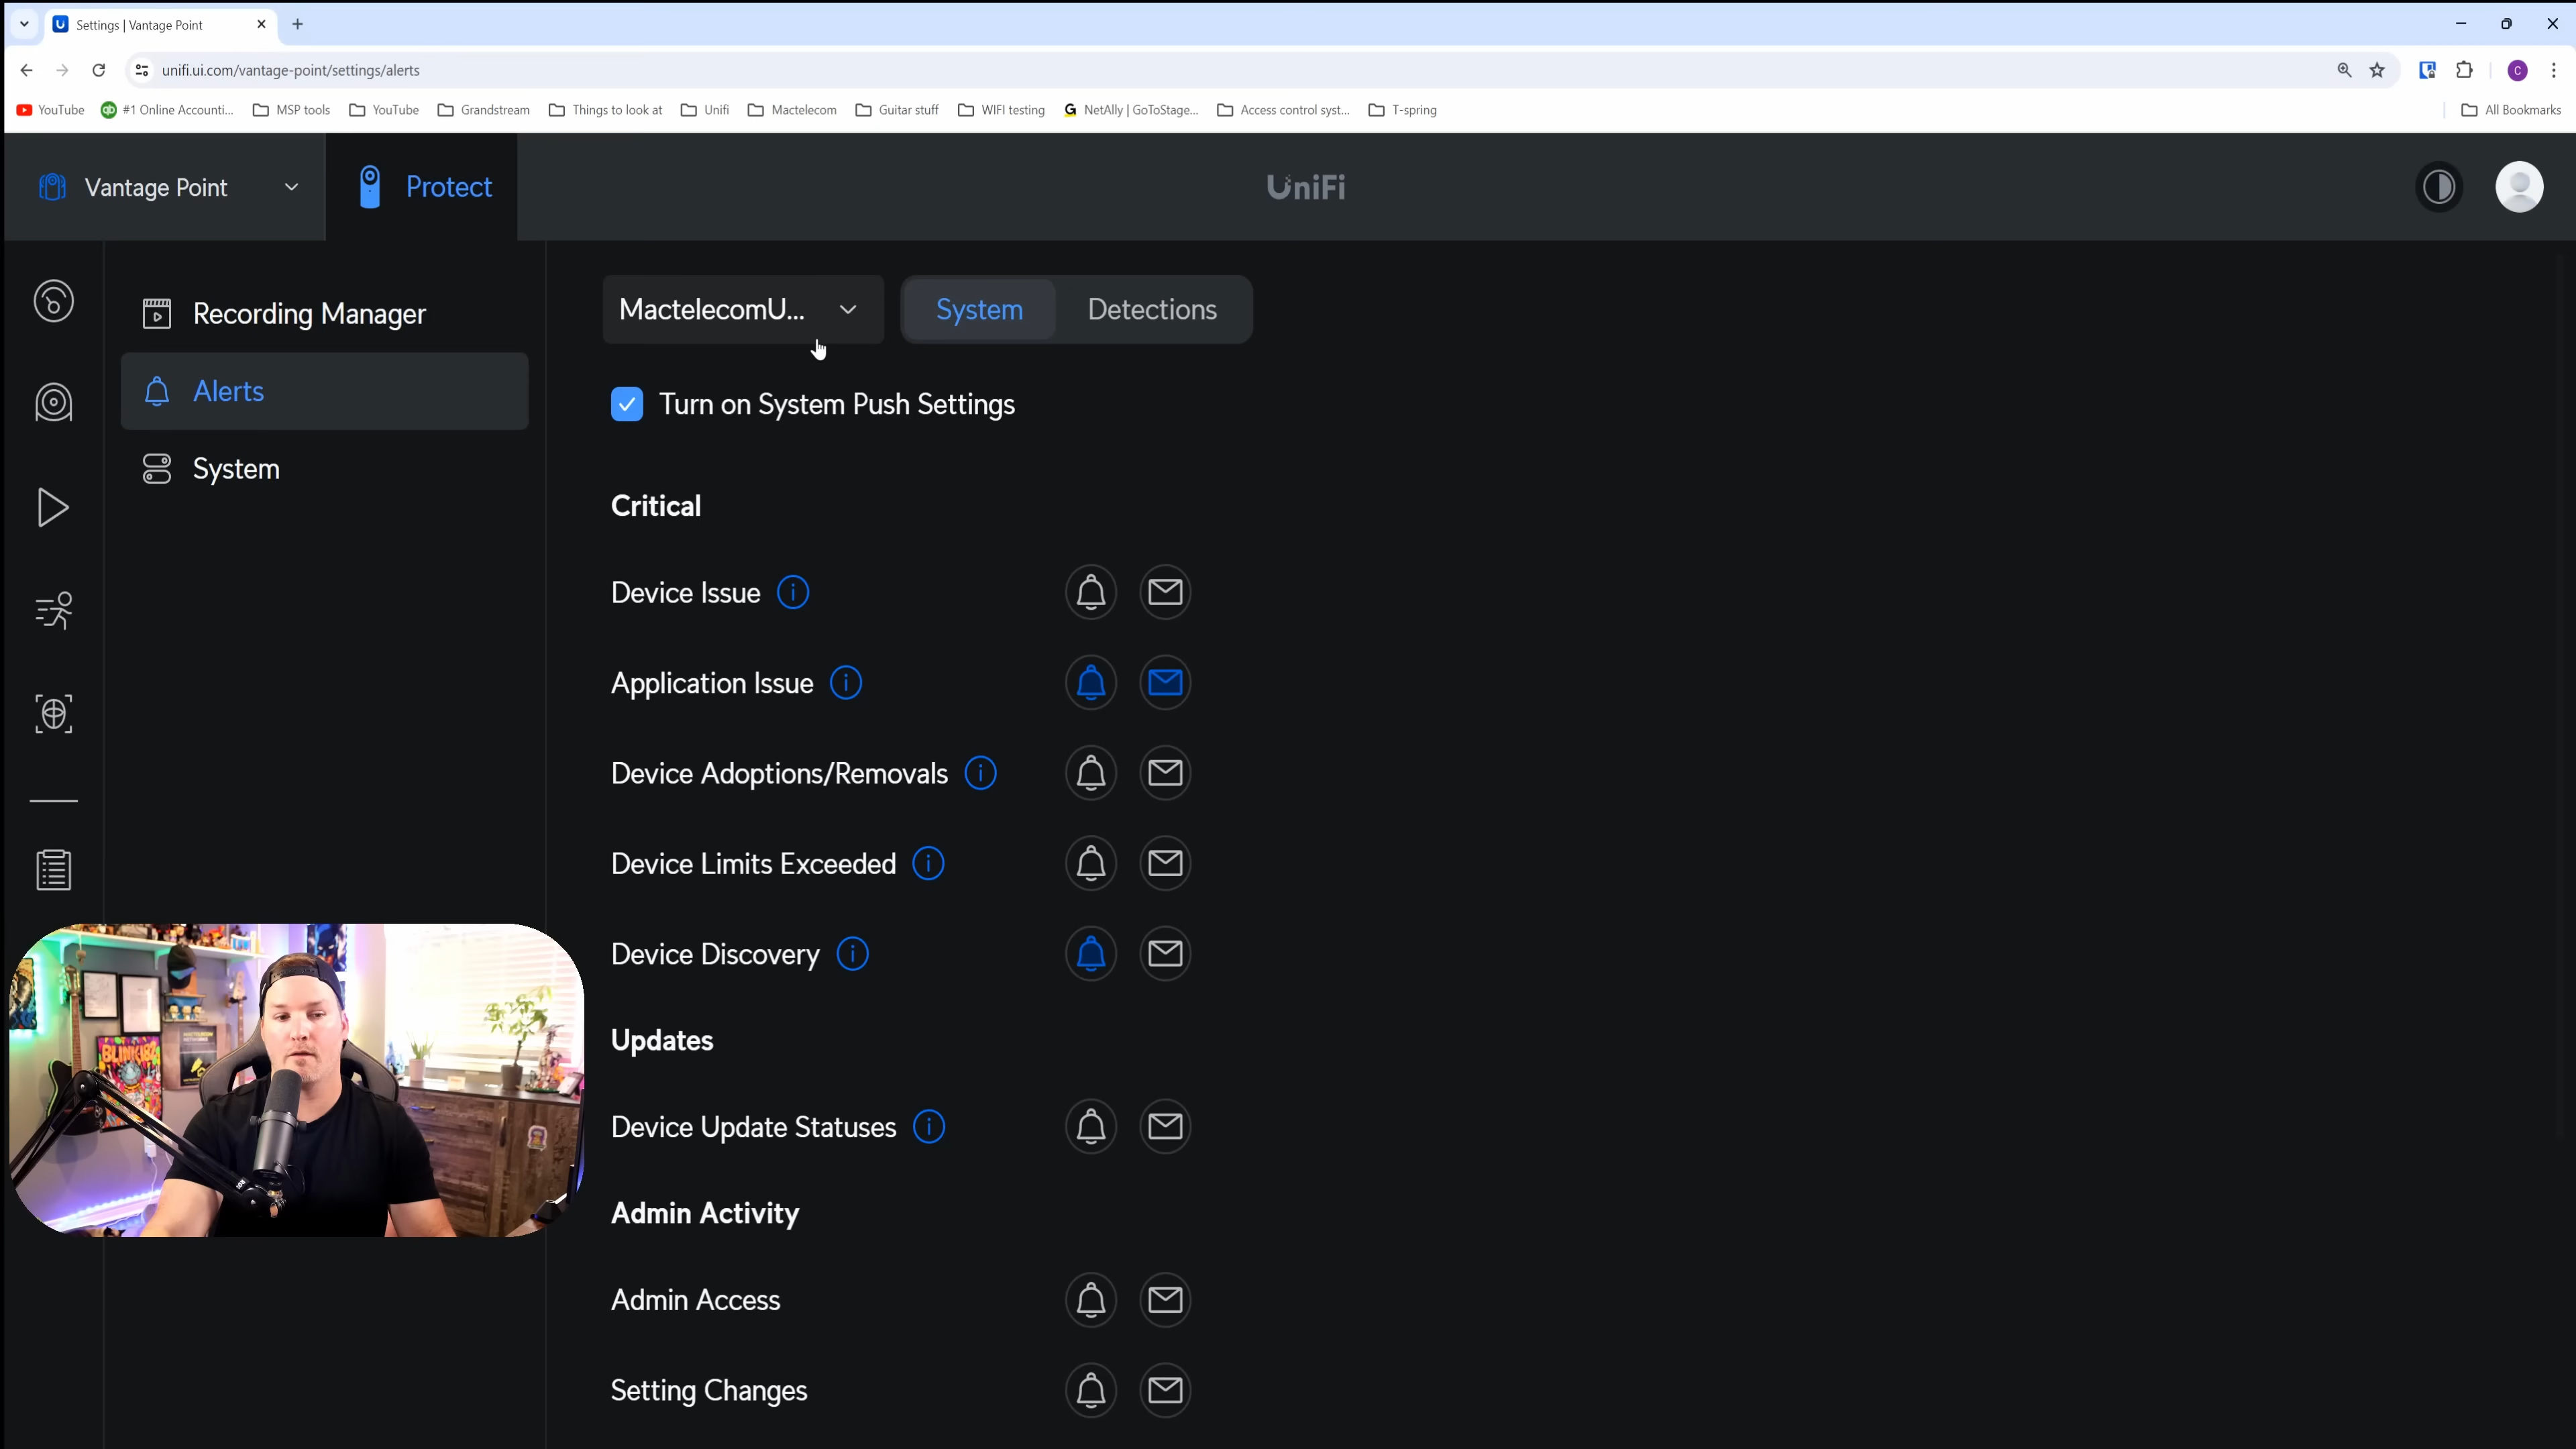 Settings | Vantage Point
unifi.ui.com/vantage-point/settings/alerts
C
YouTube
qb
#1 Online Accounti...
MSP tools
YouTube
Grandstream
Things to look at
Unifi
Mactelecom
Guitar stuff
WIFI testing
G
NetAlly | GoToStage...
Access control syst...
T-spring
All Bookmarks
Vantage Point
Protect
UniFi
Recording Manager
Alerts
System
MactelecomU...
System
Detections
Turn on System Push Settings
Critical
Device Issue
Application Issue
Device Adoptions/Removals
Device Limits Exceeded
Device Discovery
Updates
Device Update Statuses
Admin Activity
Admin Access
Setting Changes
BLINK182